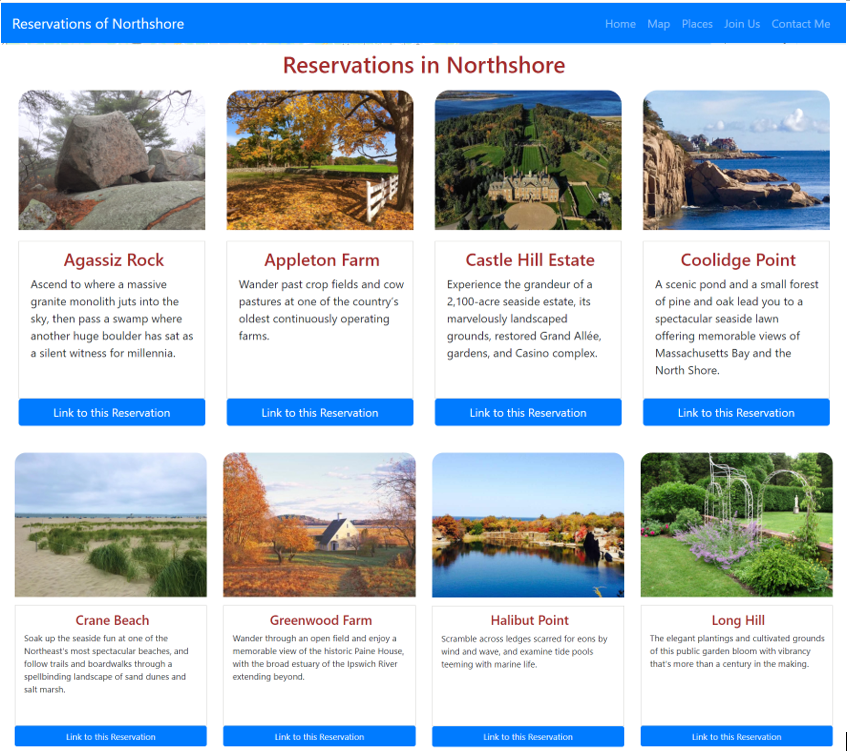 Reservations of Northshore
Home Map Places Join Us Contact Me
Reservations in Northshore
Agassiz Rock
Ascend to where a massive
granite monolith juts into the
sky, then pass a swamp where
another huge boulder has sat as
a silent witness for millennia.
Link to this Reservation
Appleton Farm
Wander past crop fields and cow
pastures at one of the country's
oldest continuously operating
farms.
Link to this Reservation
Castle Hill Estate
Experience the grandeur of a
2,100-acre seaside estate, its
marvelously landscaped
grounds, restored Grand Allée,
gardens, and Casino complex.
Link to this Reservation
Coolidge Point
A scenic pond and a small forest
of pine and oak lead you to a
spectacular seaside lawn
offering memorable views of
Massachusetts Bay and the
North Shore.
Link to this Reservation
Crane Beach
Soak up the seaside fun at one of the
Northeast's most spectacular beaches, and
follow trails and boardwalks through a
spellbinding landscape of sand dunes and
salt marsh.
Link to this Reservation
Greenwood Farm
Wander through an open field and enjoy a
memorable view of the historic Paine House,
with the broad estuary of the Ipswich River
extending beyond.
Link to this Reservation
Halibut Point
Scramble across ledges scarred for eons by
wind and wave, and examine tide pools
teeming with marine life.
Link to this Reservation
Long Hill
The elegant plantings and cultivated grounds
of this public garden bloom with vibrancy
that's more than a century in the making.
Link to this Reservation